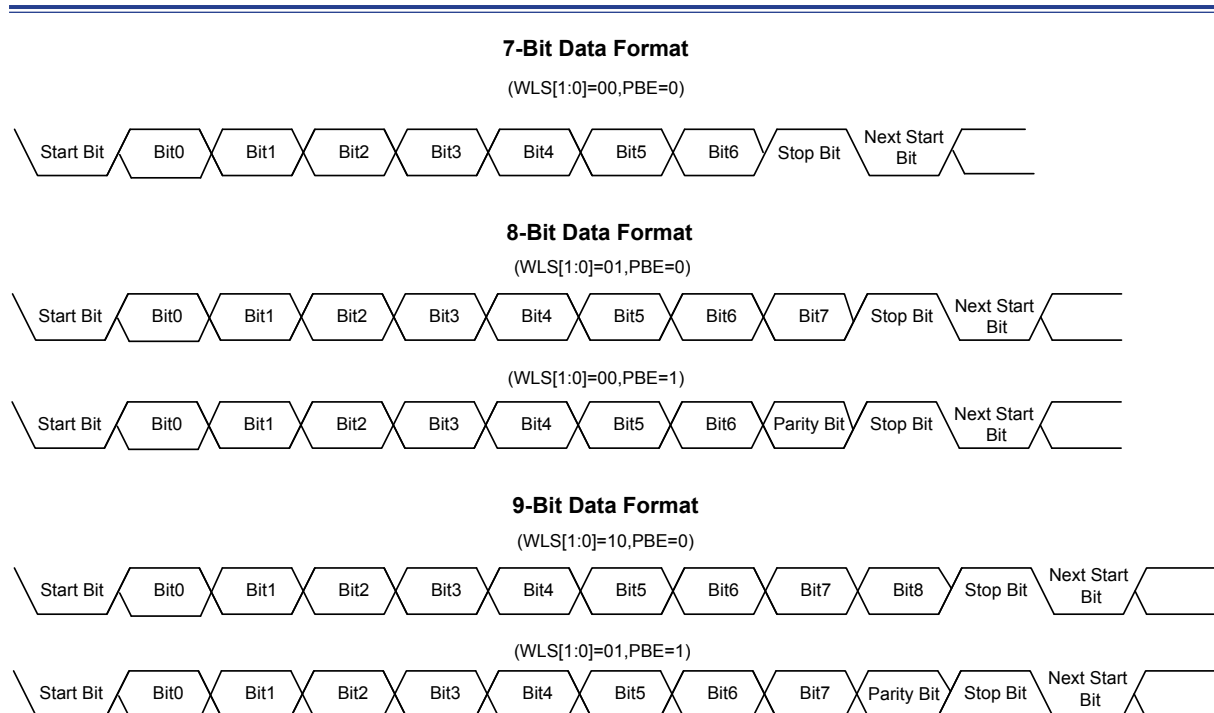 7-Bit Data Format
(WLS[1:0]=00,PBE=0)
Start Bit Bit0 Bit1 Bit2 Bit3 Bit4 Bit5 Bit6 Stop Bit Next Start Bit
8-Bit Data Format
(WLS[1:0]=01,PBE=0)
Start Bit Bit0 Bit1 Bit2 Bit3 Bit4 Bit5 Bit6 Bit7 Stop Bit Next Start Bit
(WLS[1:0]=00,PBE=1)
Start Bit Bit0 Bit1 Bit2 Bit3 Bit4 Bit5 Bit6 Parity Bit Stop Bit Next Start Bit
9-Bit Data Format
(WLS[1:0]=10,PBE=0)
Start Bit Bit0 Bit1 Bit2 Bit3 Bit4 Bit5 Bit6 Bit7 Bit8 Stop Bit Next Start Bit
(WLS[1:0]=01,PBE=1)
Start Bit Bit0 Bit1 Bit2 Bit3 Bit4 Bit5 Bit6 Bit7 Parity Bit Stop Bit Next Start Bit